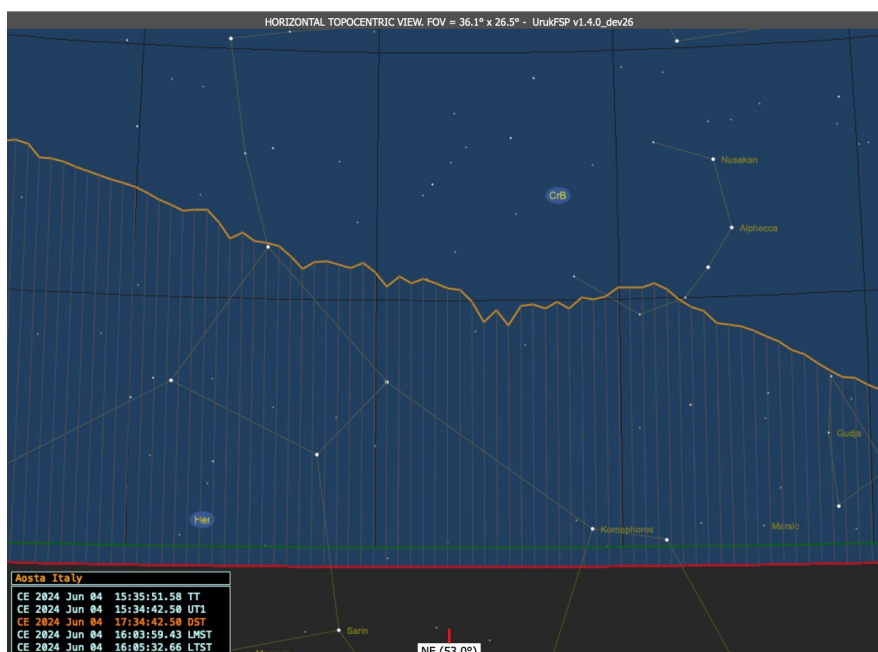 HORIZONTAL TOPOCENTRIC VIEW. FOV = 36.1º x 26.5º - UrukFSP v1.4.0_dev26
Nusakan
CrB
Alphecca
Gudja
Her
Kornephoros
Marsic
Aosta Italy
CE 2024 Jun 04 15:35:51.58 TT
CE 2024 Jun 04 15:34:42.50 UT1
CE 2024 Jun 04 17:34:42.50 DST
CE 2024 Jun 04 16:03:59.43 LMST
CE 2024 Jun 04 16:05:32.66 LTST
Sarin
NE (53.0º)